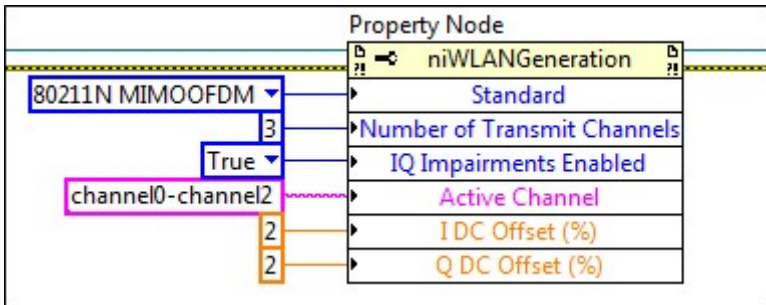 Property Node
niWLANGeneration
80211N MIMOOFDM Standard
3 Number of Transmit Channels
True IQ Impairments Enabled
channel0-channel2 Active Channel
2 I DC Offset (%)
2 Q DC Offset (%)